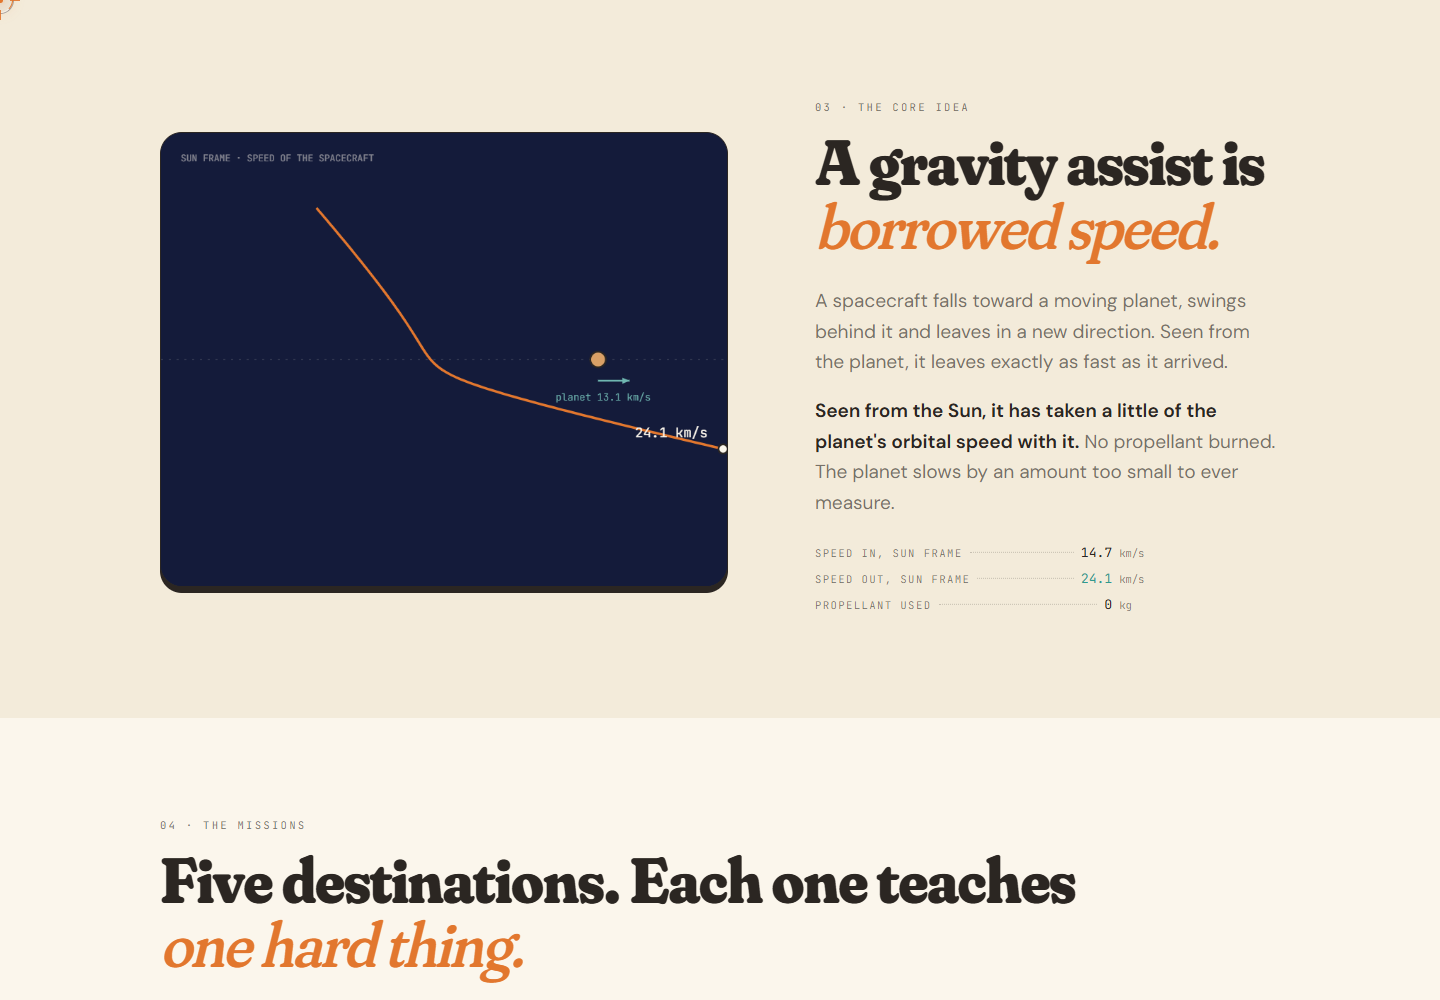 SUN FRAME · SPEED OF THE SPACECRAFT
planet 13.1 km/s
24.1 km/s
03 · THE CORE IDEA
A gravity assist is
borrowed speed.
A spacecraft falls toward a moving planet, swings
behind it and leaves in a new direction. Seen from
the planet, it leaves exactly as fast as it arrived.
Seen from the Sun, it has taken a little of the
planet's orbital speed with it. No propellant burned.
The planet slows by an amount too small to ever
measure.
SPEED IN, SUN FRAME 14.7 km/s
SPEED OUT, SUN FRAME 24.1 km/s
PROPELLANT USED 0 kg
04 · THE MISSIONS
Five destinations. Each one teaches
one hard thing.